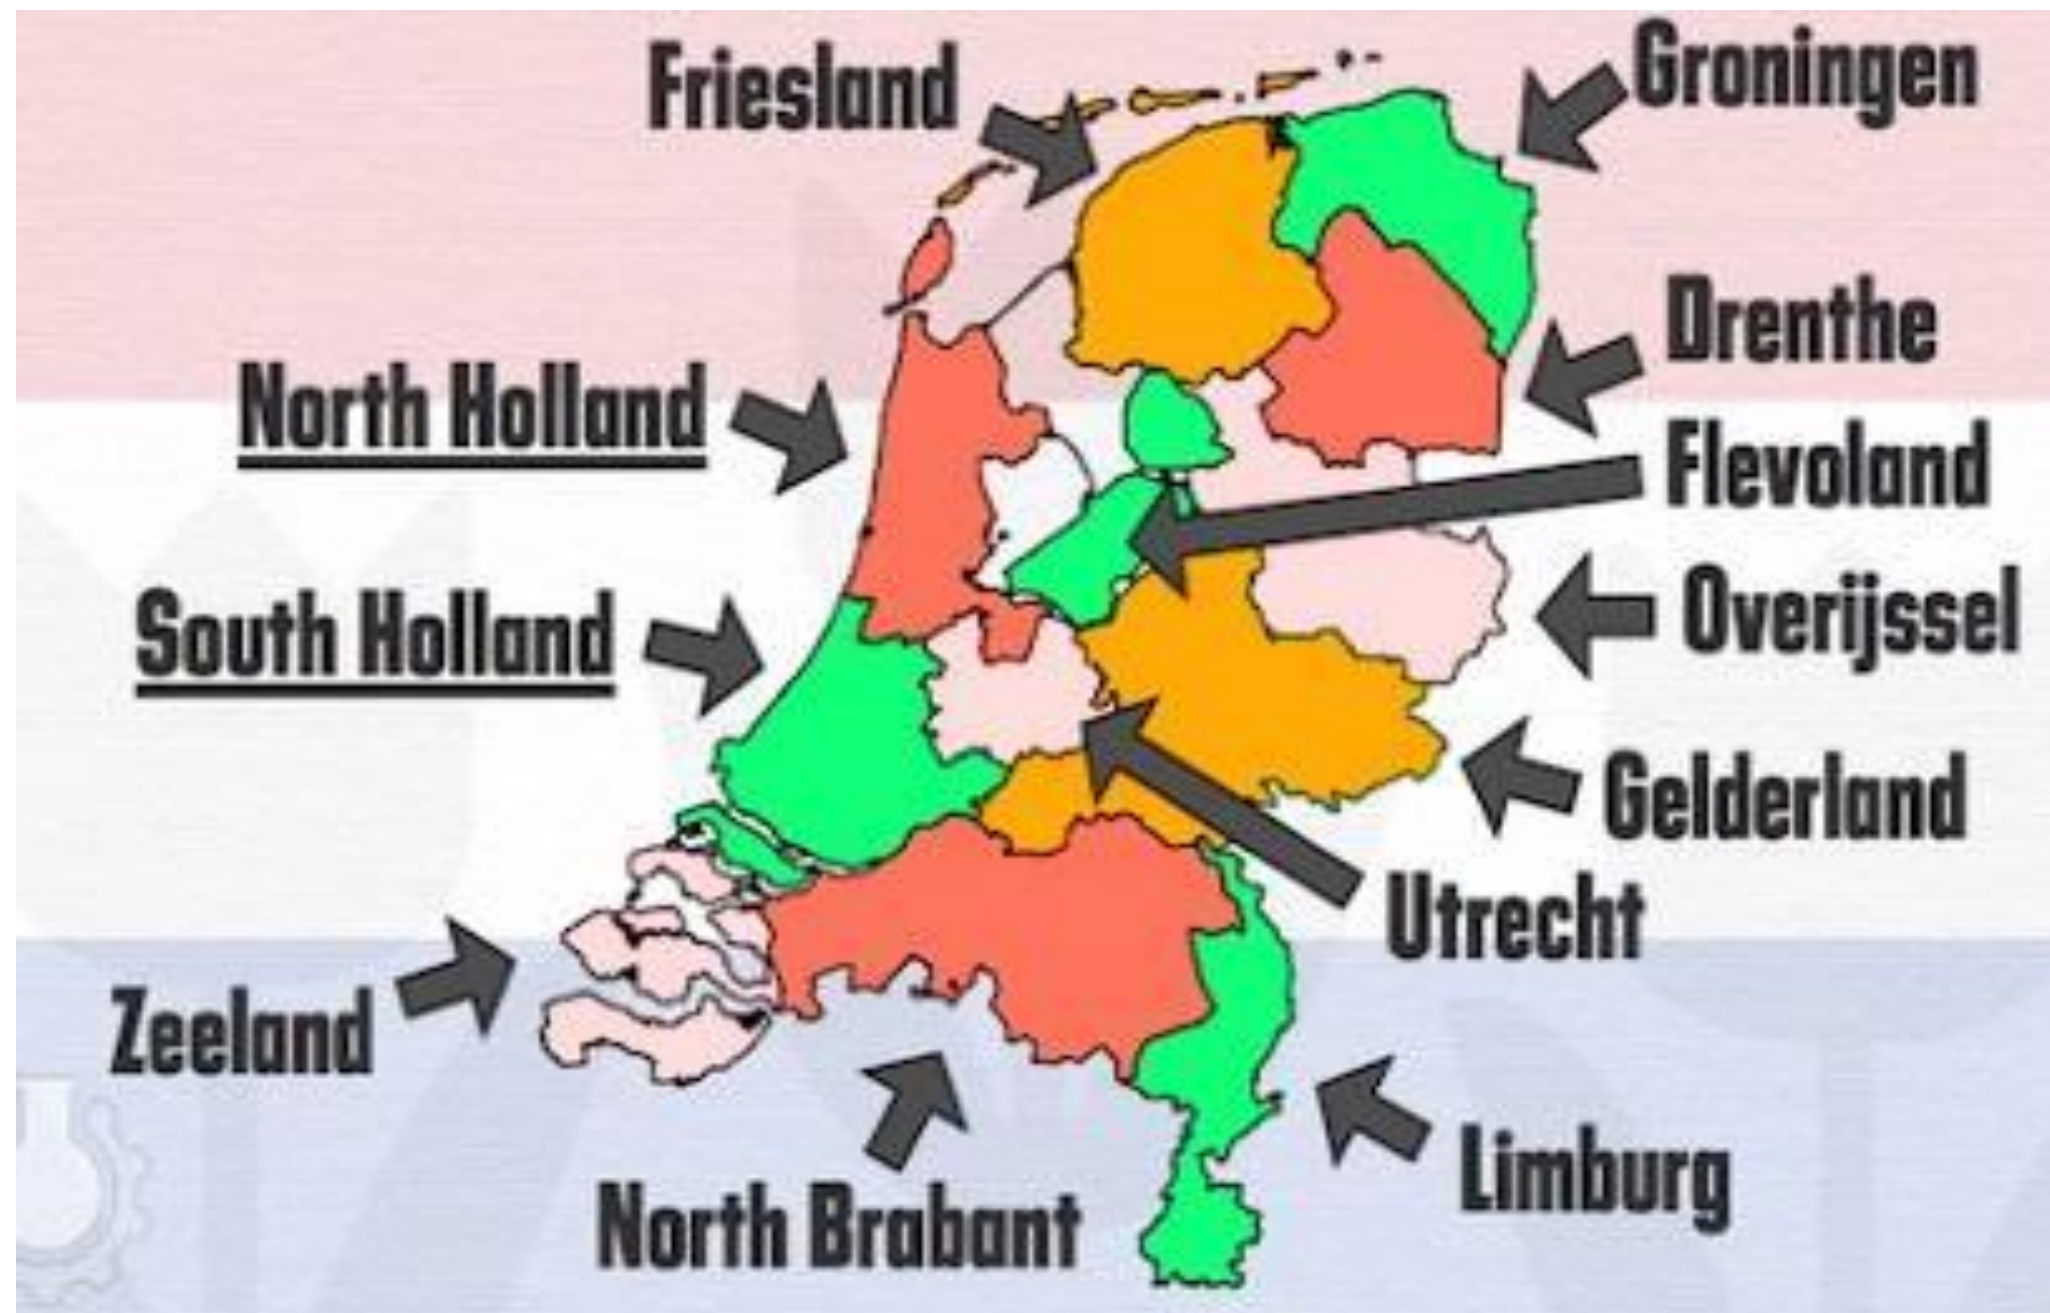 Friesland
Groningen
Drenthe
North Holland
Flevoland
South Holland
Overijssel
Gelderland
Utrecht
Zeeland
Limburg
North Brabant